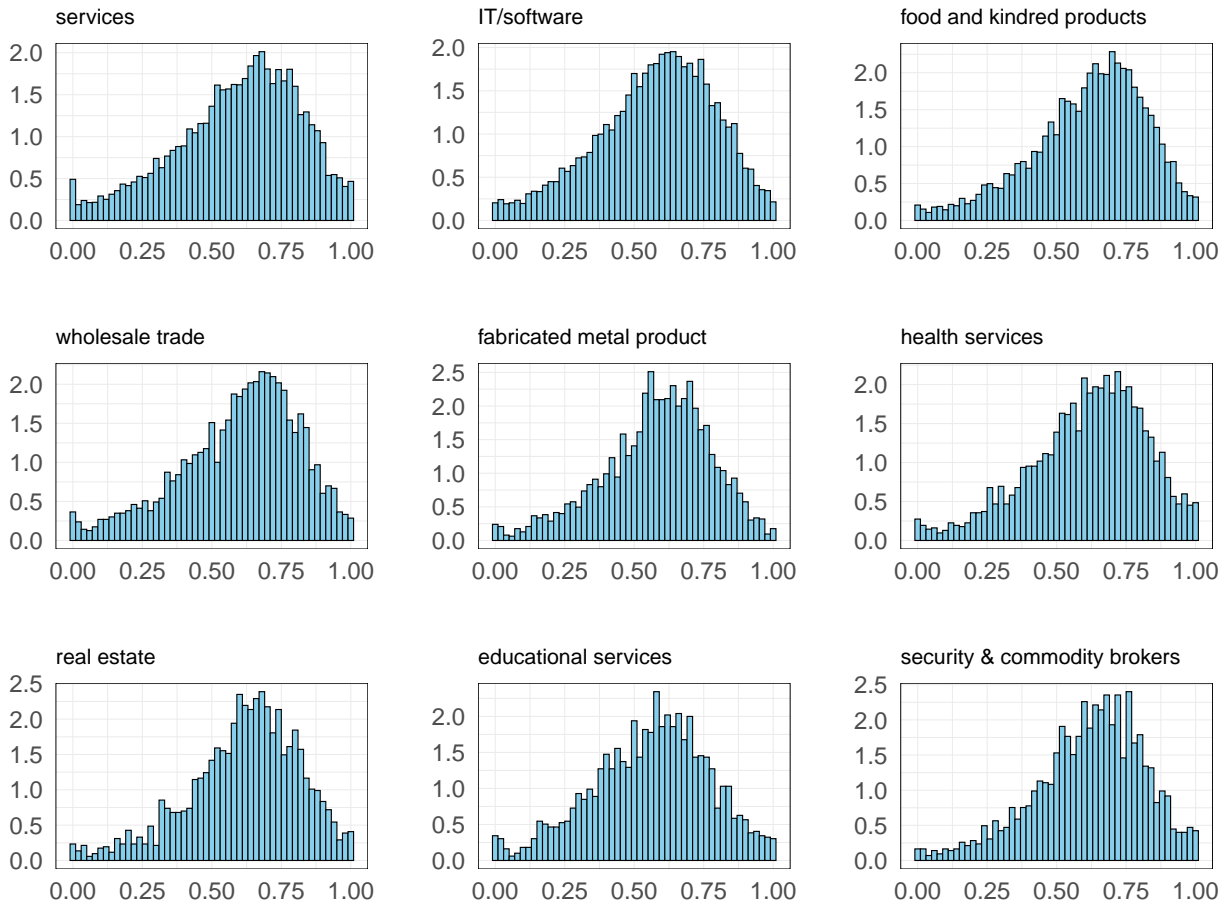 services IT/software food and kindred products
2.0 2.0 2.0
1.5 1.5 1.5
1.0 1.0 1.0
0.5 0.5 0.5
0.0 0.0 0.0
0.00 0.25 0.50 0.75 1.00 0.00 0.25 0.50 0.75 1.00 0.00 0.25 0.50 0.75 1.00
wholesale trade fabricated metal product health services
2.0 2.5 2.0
1.5 2.0 1.5
1.0 1.5 1.0
0.5 1.0 0.5
0.0 0.5 0.0
0.0
0.00 0.25 0.50 0.75 1.00 0.00 0.25 0.50 0.75 1.00 0.00 0.25 0.50 0.75 1.00
real estate educational services security & commodity brokers
2.5 2.0 2.5
2.0 1.5 2.0
1.5 1.0 1.5
1.0 0.5 1.0
0.5 0.0 0.5
0.0 0.0
0.00 0.25 0.50 0.75 1.00 0.00 0.25 0.50 0.75 1.00 0.00 0.25 0.50 0.75 1.00